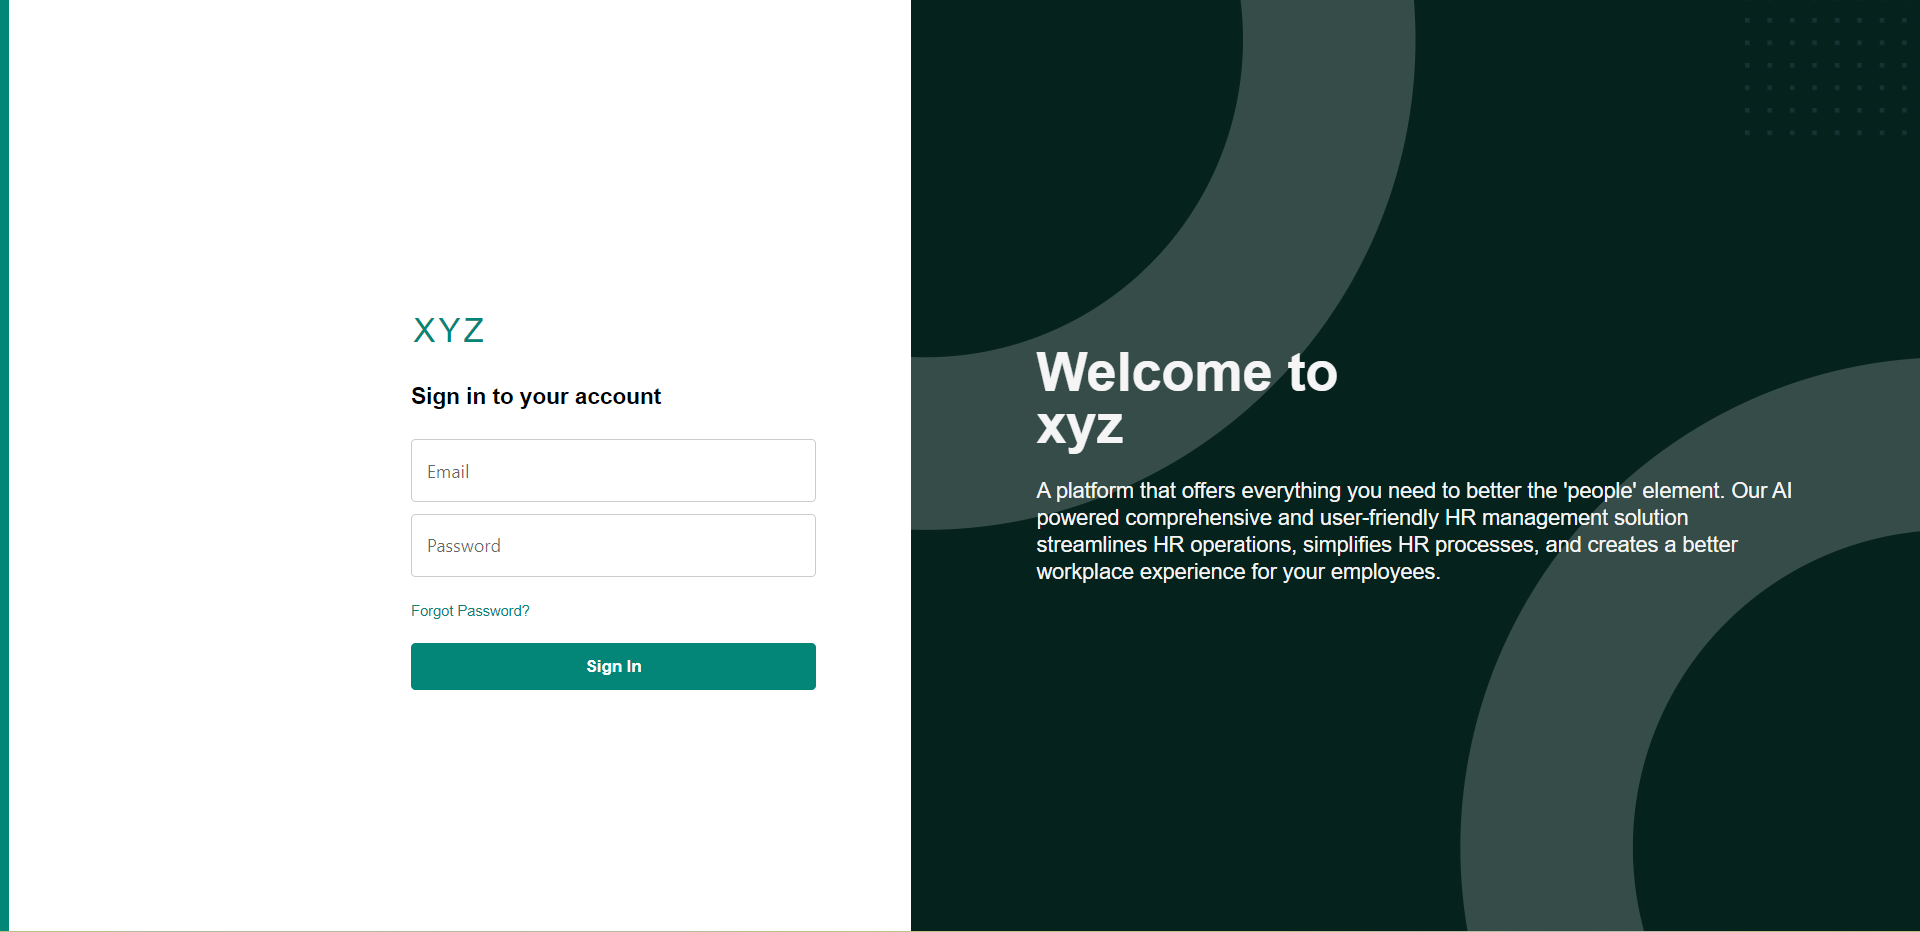 XYZ
Sign in to your account
Email
Password
Forgot Password?
Sign In
Welcome to
xyz
A platform that offers everything you need to better the 'people' element. Our AI
powered comprehensive and user-friendly HR management solution
streamlines HR operations, simplifies HR processes, and creates a better
workplace experience for your employees.